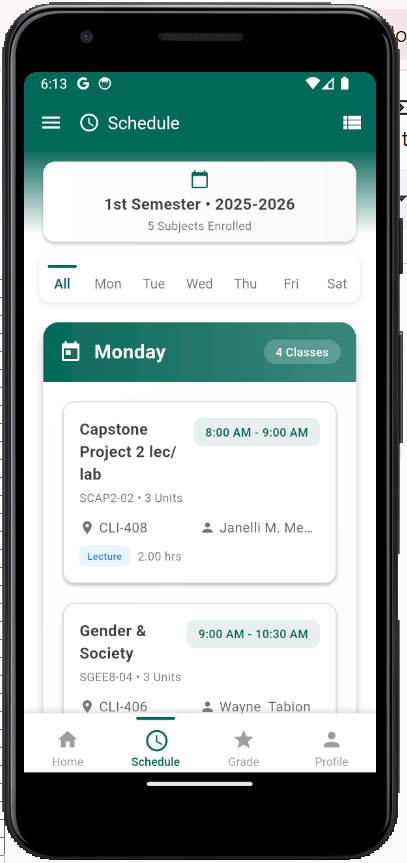 6:13
Schedule
1st Semester • 2025-2026
5 Subjects Enrolled
All Mon Tue Wed Thu Fri Sat
Monday 4 Classes
Capstone
Project 2 lec/
lab
8:00 AM - 9:00 AM
SCAP2-02 • 3 Units
CLI-408 Janelli M. Me...
Lecture 2.00 hrs
Gender &
Society
9:00 AM - 10:30 AM
SGEE8-04 • 3 Units
CLI-406 Wayne Tabion
Home Schedule Grade Profile